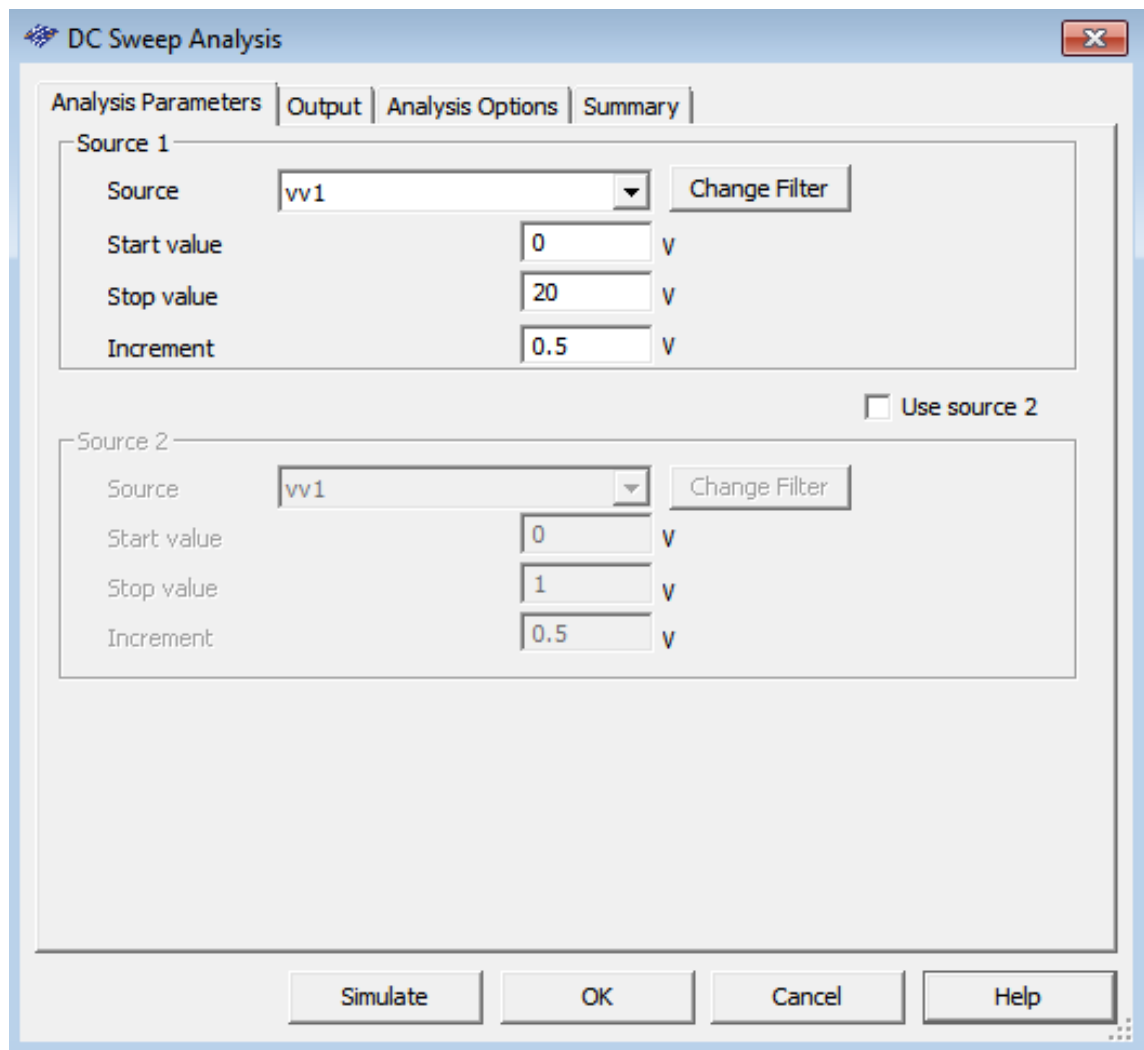 DC Sweep Analysis
Analysis Parameters Output Analysis Options Summary
Source 1
Source vv1 Change Filter
Start value 0 V
Stop value 20 V
Increment 0.5 V
Use source 2
Source 2
Source vv1 Change Filter
Start value 0 V
Stop value 1 V
Increment 0.5 V
Simulate OK Cancel Help